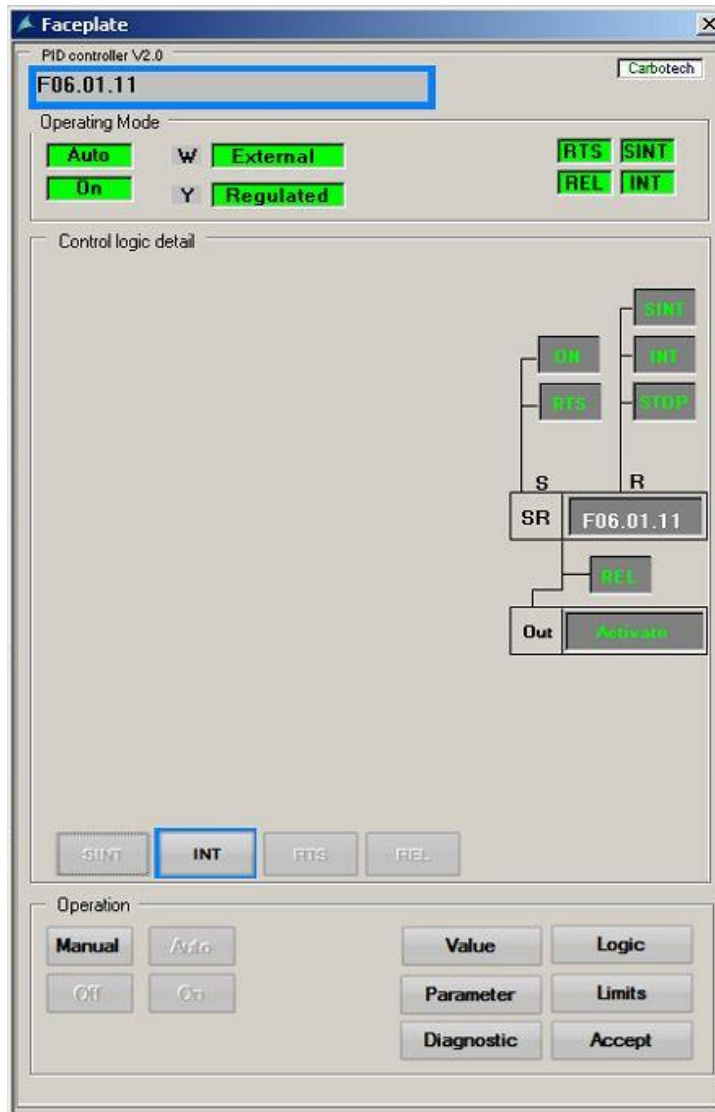 Faceplate
PID controller V2.0
F06.01.11
Carbotech
Operating Mode
Auto W External RTS SINT
On Y Regulated REL INT
Control logic detail
SINT
ON INT
RTS STOP
S R
SR F06.01.11
REL
Out Activate
SINT INT RTS REL
Operation
Manual Auto Value Logic
Off On Parameter Limits
Diagnostic Accept